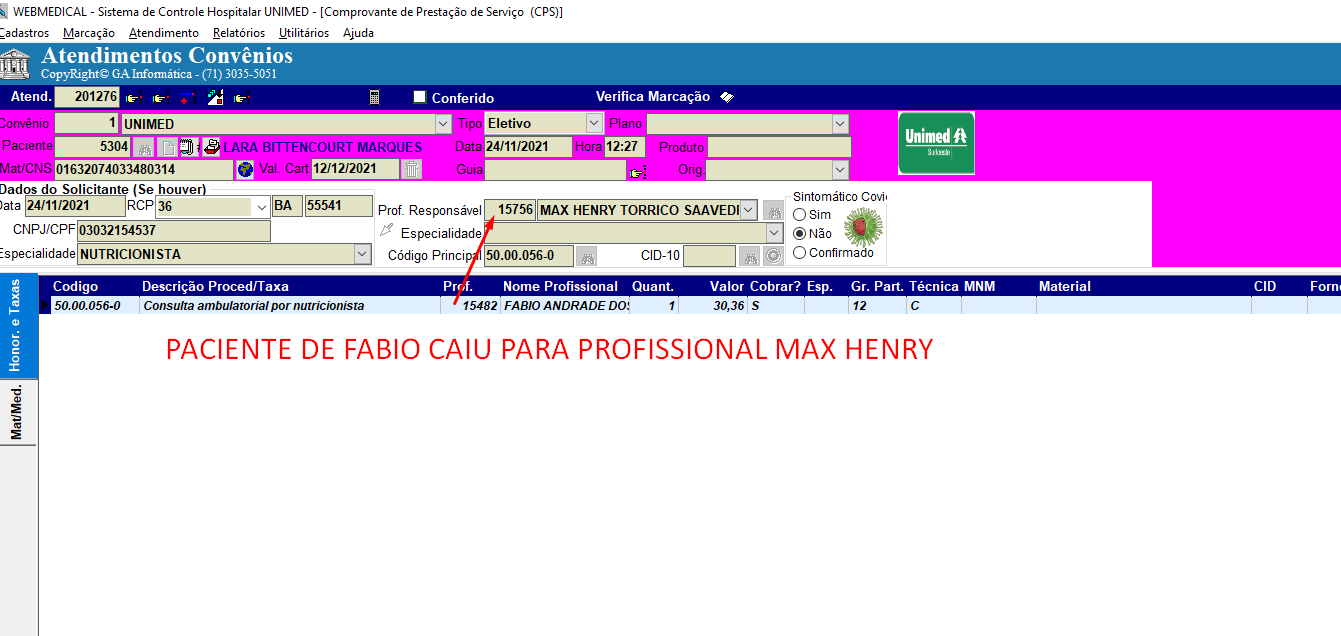 WEBMEDICAL - Sistema de Controle Hospitalar UNIMED - [Comprovante de Prestação de Serviço (CPS)]
Cadastros Marcação Atendimento Relatórios Utilitários Ajuda
Atendimentos Convênios
CopyRight© GA Informática - (71) 3035-5051
Atend. 201276 Conferido Verifica Marcação
Convênio 1 UNIMED Tipo Eletivo Plano
Paciente 5304 LARA BITTENCOURT MARQUES Data 24/11/2021 Hora 12:27 Produto
Mat/CNS 01632074033480314 Val. Cart 12/12/2021 Guia Orig
Unimed
Sudoeste
Dados do Solicitante (Se houver)
Data 24/11/2021 RCP 36 BA 55541
CNPJ/CPF 03032154537
Especialidade NUTRICIONISTA
Prof. Responsável 15756 MAX HENRY TORRICO SAAVEDI
Especialidade
Código Principal 50.00.056-0 CID-10
Sintomático Covi
Sim
Não
Confirmado
Honor. e Taxas
Mat/Med.
Codigo Descrição Proced/Taxa Prof. Nome Profissional Quant. Valor Cobrar? Esp. Gr. Part. Técnica MNM Material CID Forne
50.00.056-0 Consulta ambulatorial por nutricionista 15482 FABIO ANDRADE DOS 1 30,36 S 12 C
PACIENTE DE FABIO CAIU PARA PROFISSIONAL MAX HENRY